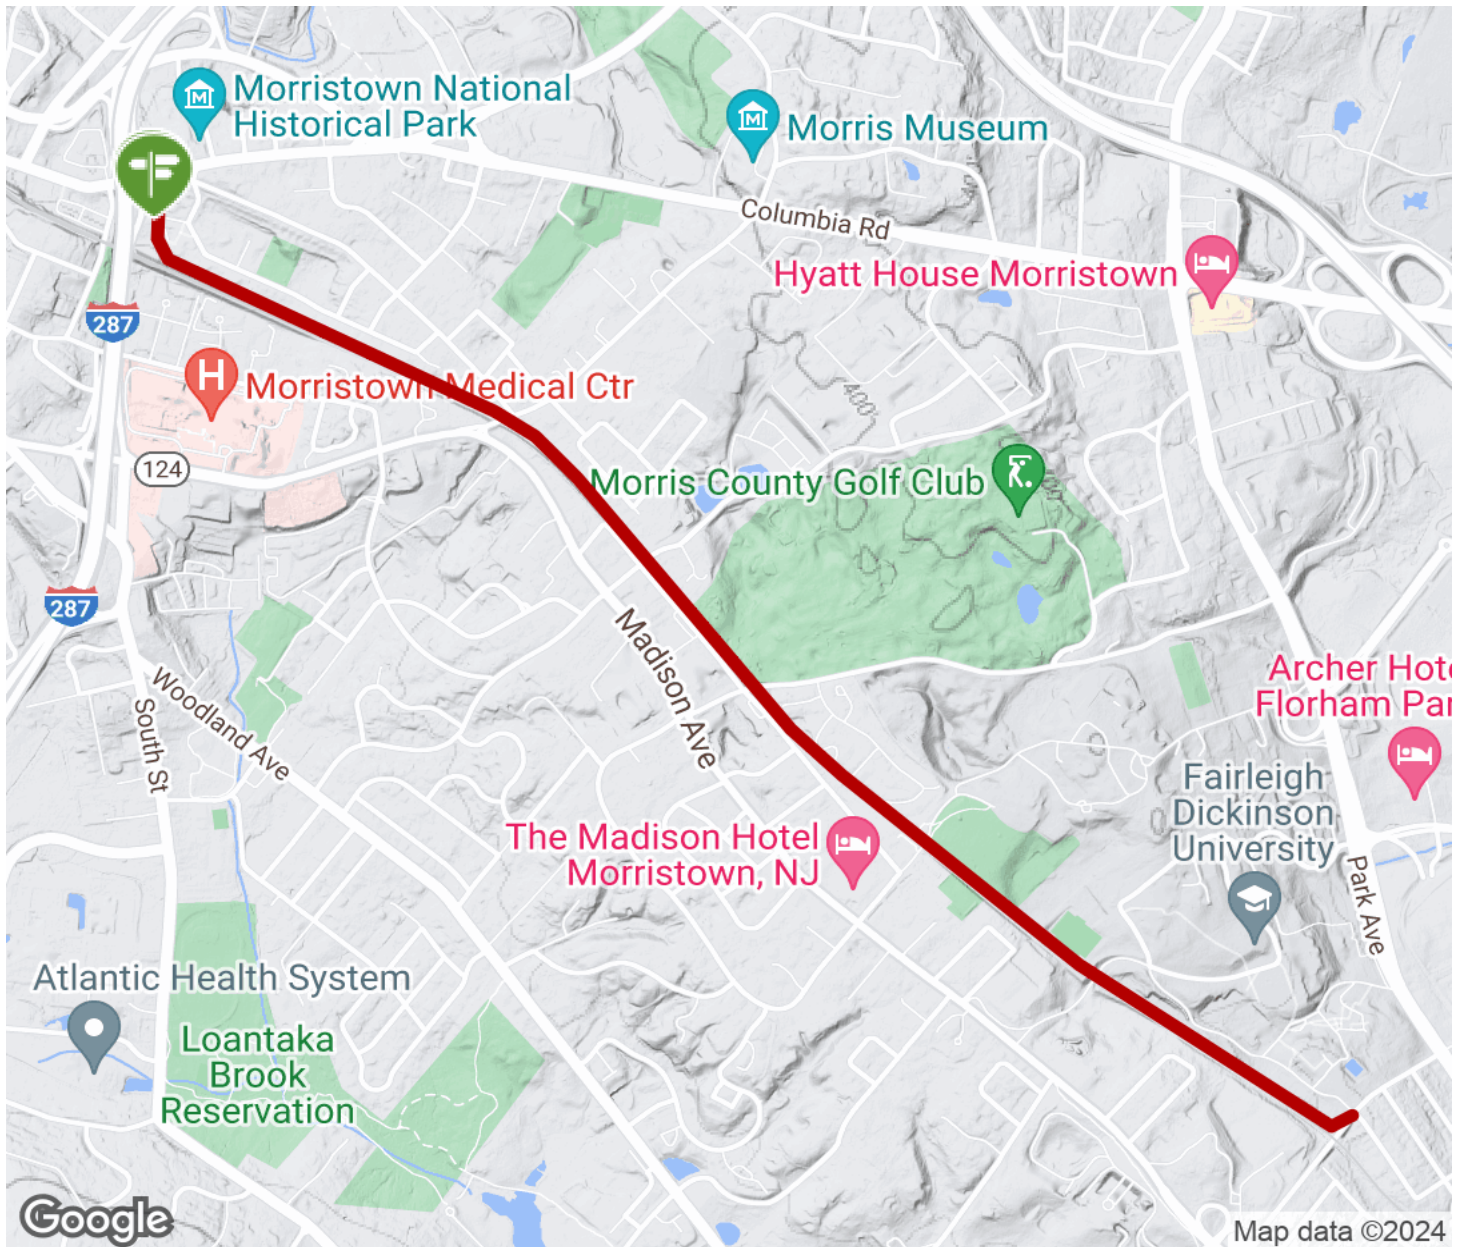 Morristown National
Historical Park
Morris Museum
Columbia Rd
Hyatt House Morristown
287
Morristown Medical Ctr
H
400'
124
Morris County Golf Club
287
Madison Ave
Woodland Ave
South St
Archer Hote
Florham Par
Fairleigh
Dickinson
University
The Madison Hotel
Morristown, NJ
Park Ave
Atlantic Health System
Loantaka
Brook
Reservation
Google
Map data ©2024